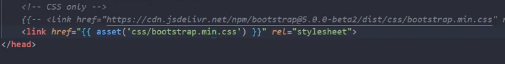 <!-- CSS only -->
{{-- <link href="https://cdn.jsdelivr.net/npm/bootstrap@5.0.0-beta2/dist/css/bootstrap.min.css"
<link href="{{ asset('css/bootstrap.min.css') }}" rel="stylesheet">
</head>